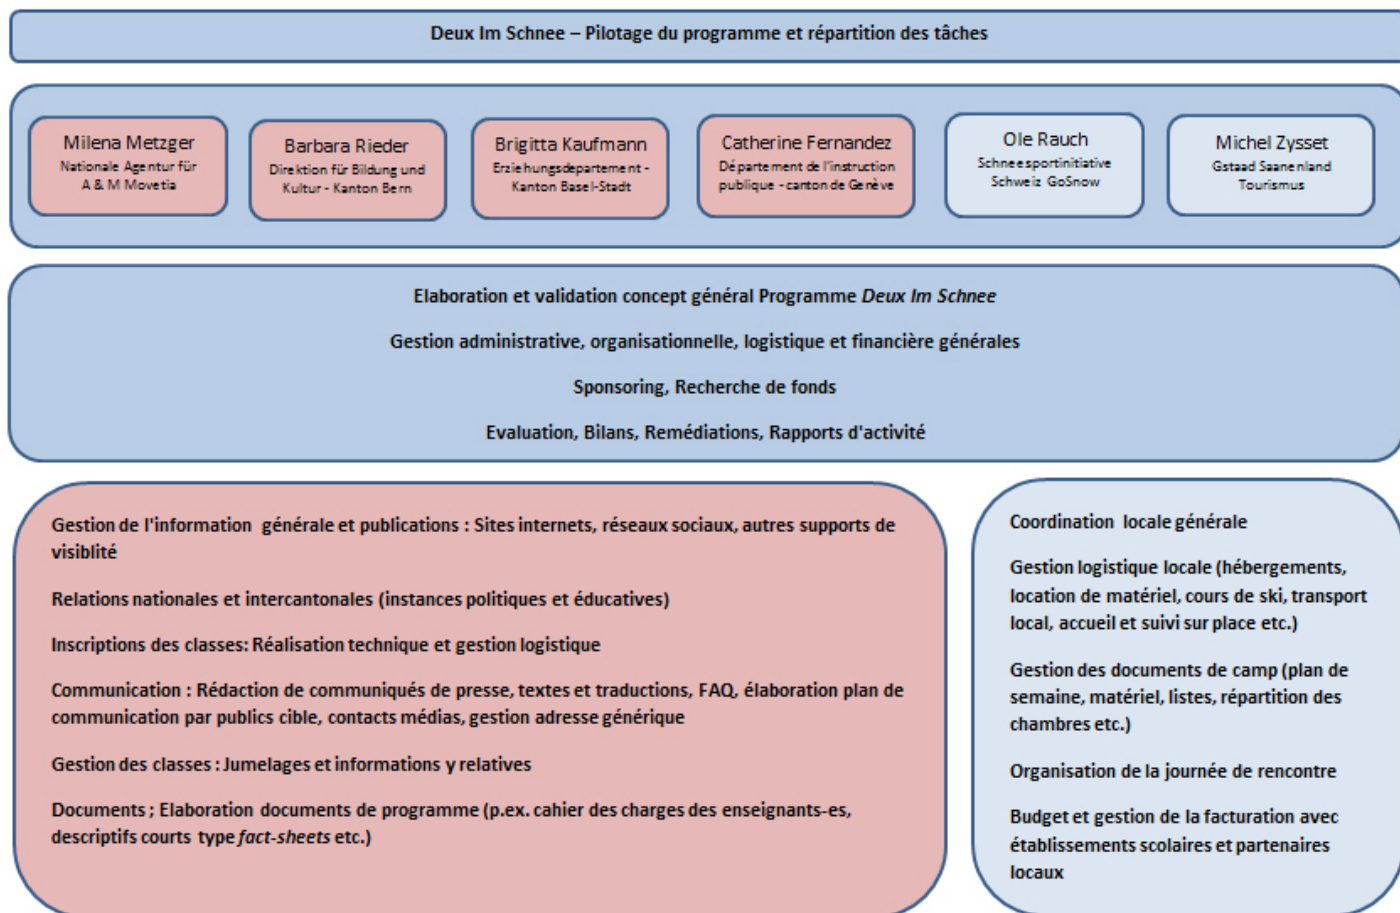 Deux Im Schnee – Pilotage du programme et répartition des tâches
Milena Metzger
Nationale Agentur für
A & M Movetia
Barbara Rieder
Direktion für Bildung und
Kultur - Kanton Bern
Brigitta Kaufmann
Erziehungsdepartement -
Kanton Basel-Stadt
Catherine Fernandez
Département de l'instruction
publique - canton de Genève
Ole Rauch
Schneesportinitiative
Schweiz GoSnow
Michel Zysset
Gstaad Saanenland
Tourismus
Elaboration et validation concept général Programme Deux Im Schnee
Gestion administrative, organisationnelle, logistique et financière générales
Sponsoring, Recherche de fonds
Evaluation, Bilans, Remédiations, Rapports d'activité
Gestion de l'information générale et publications : Sites internets, réseaux sociaux, autres supports de
visiblité
Relations nationales et intercantonales (instances politiques et éducatives)
Inscriptions des classes: Réalisation technique et gestion logistique
Communication : Rédaction de communiqués de presse, textes et traductions, FAQ, élaboration plan de
communication par publics cible, contacts médias, gestion adresse générique
Gestion des classes : Jumelages et informations y relatives
Documents ; Elaboration documents de programme (p.ex. cahier des charges des enseignants-es,
descriptifs courts type fact-sheets etc.)
Coordination locale générale
Gestion logistique locale (hébergements,
location de matériel, cours de ski, transport
local, accueil et suivi sur place etc.)
Gestion des documents de camp (plan de
semaine, matériel, listes, répartition des
chambres etc.)
Organisation de la journée de rencontre
Budget et gestion de la facturation avec
établissements scolaires et partenaires
locaux